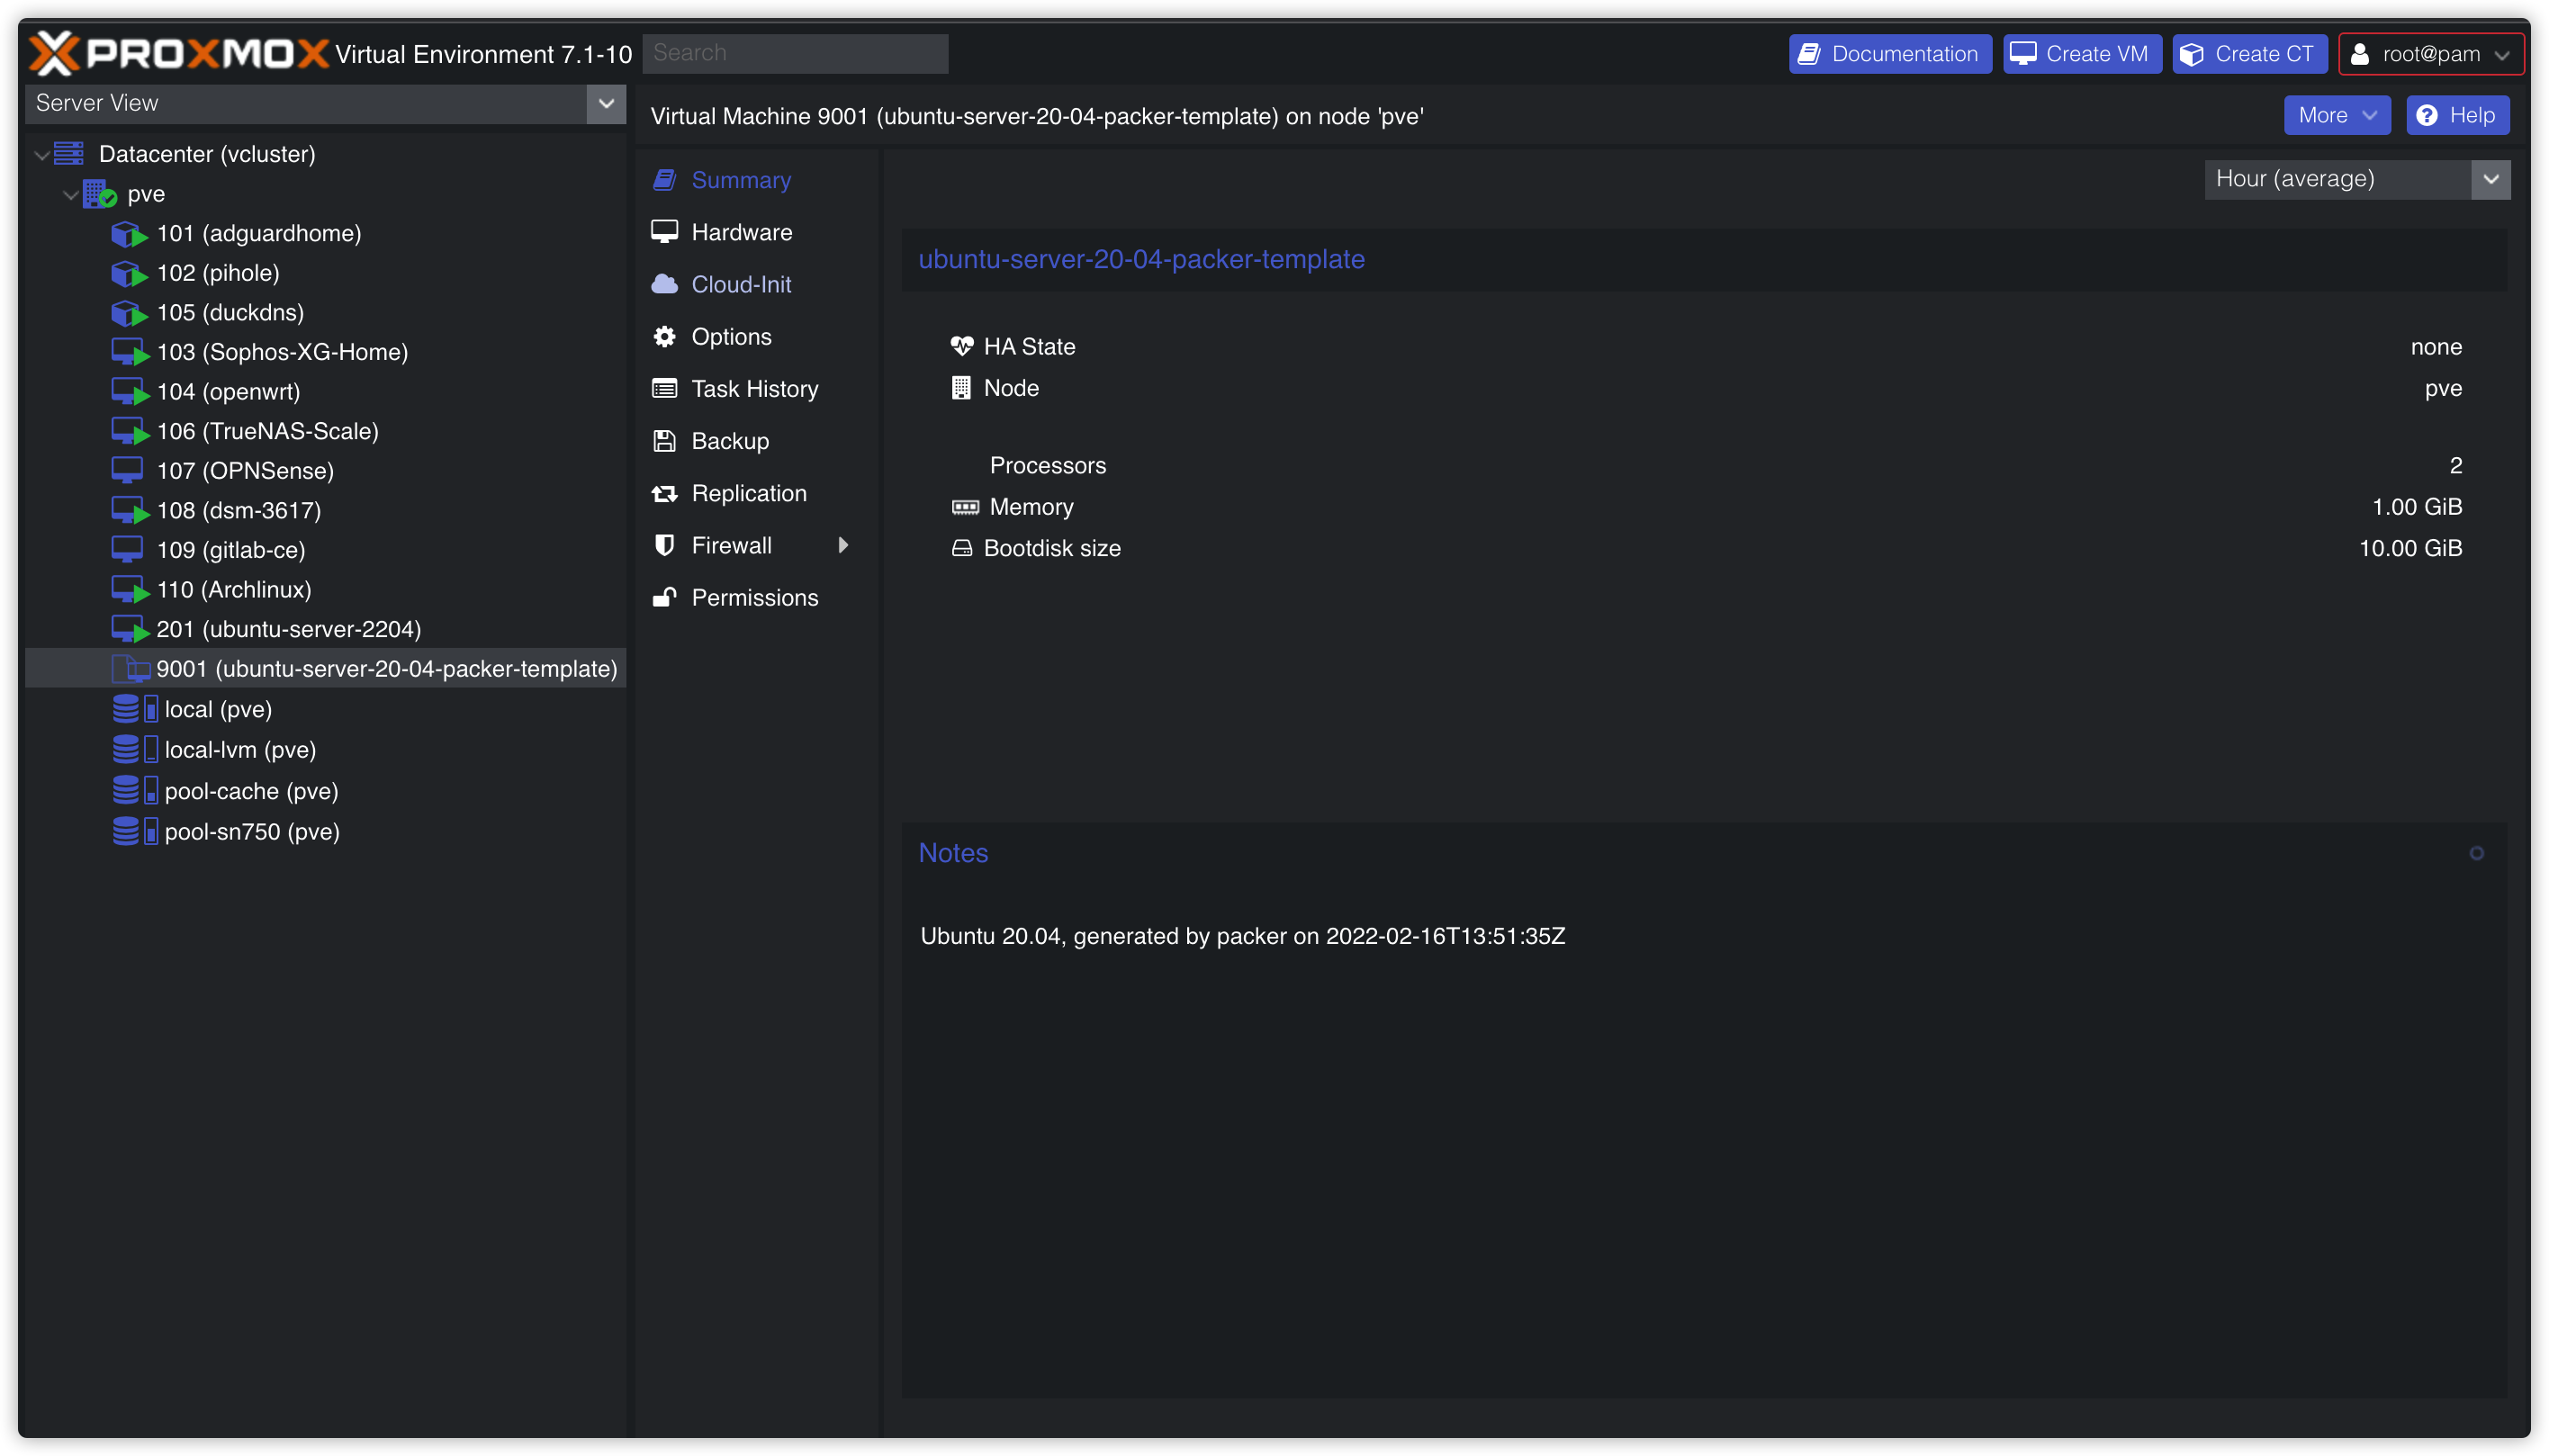 PROXMOX Virtual Environment 7.1-10 Search Documentation Create VM Create CT root@pam
Server View
Virtual Machine 9001 (ubuntu-server-20-04-packer-template) on node 'pve' More Help
Datacenter (vcluster)
pve
101 (adguardhome)
102 (pihole)
105 (duckdns)
103 (Sophos-XG-Home)
104 (openwrt)
106 (TrueNAS-Scale)
107 (OPNSense)
108 (dsm-3617)
109 (gitlab-ce)
110 (Archlinux)
201 (ubuntu-server-2204)
9001 (ubuntu-server-20-04-packer-template)
local (pve)
local-lvm (pve)
pool-cache (pve)
pool-sn750 (pve)
Summary
Hardware
Cloud-Init
Options
Task History
Backup
Replication
Firewall
Permissions
Hour (average)
ubuntu-server-20-04-packer-template
HA State none
Node pve
Processors 2
Memory 1.00 GiB
Bootdisk size 10.00 GiB
Notes
Ubuntu 20.04, generated by packer on 2022-02-16T13:51:35Z